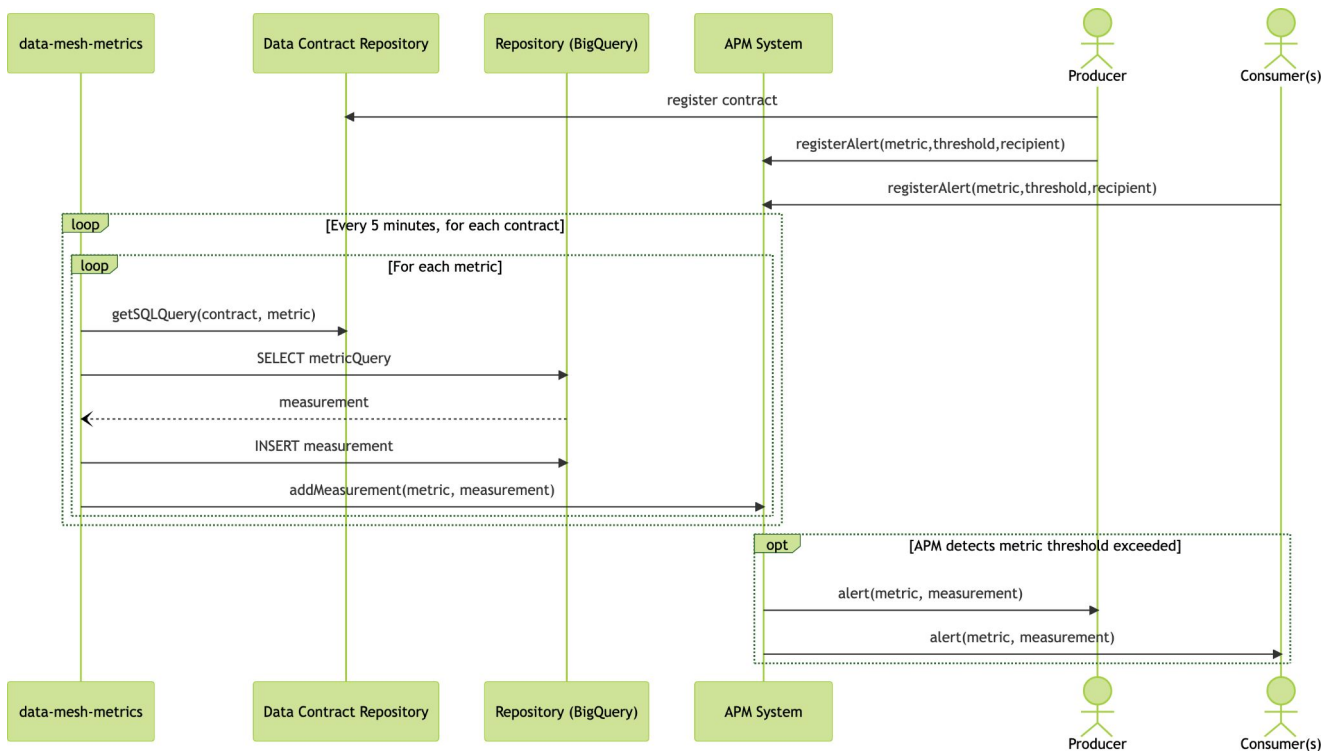 data-mesh-metrics
Data Contract Repository
Repository (BigQuery)
APM System
Producer
Consumer(s)
register contract
registerAlert(metric,threshold,recipient)
registerAlert(metric,threshold,recipient)
loop
[Every 5 minutes, for each contract]
loop
[For each metric]
getSQLQuery(contract, metric)
SELECT metricQuery
measurement
INSERT measurement
addMeasurement(metric, measurement)
opt
[APM detects metric threshold exceeded]
alert(metric, measurement)
alert(metric, measurement)
data-mesh-metrics
Data Contract Repository
Repository (BigQuery)
APM System
Producer
Consumer(s)